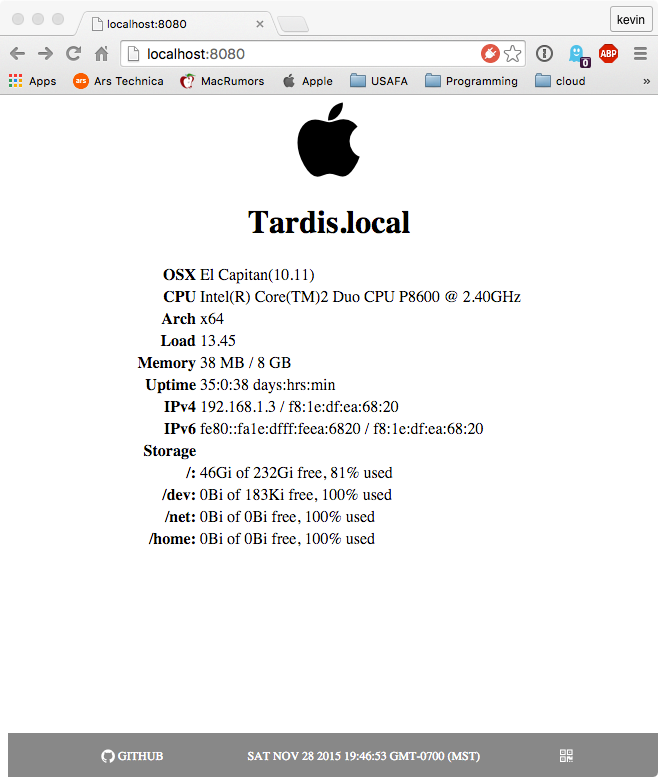 localhost:8080
kevin
localhost:8080
ABP
0
Apps ars Ars Technica MacRumors Apple USAFA Programming cloud »
Tardis.local
OSX El Capitan(10.11)
CPU Intel(R) Core(TM)2 Duo CPU P8600 @ 2.40GHz
Arch x64
Load 13.45
Memory 38 MB / 8 GB
Uptime 35:0:38 days:hrs:min
IPv4 192.168.1.3 / f8:1e:df:ea:68:20
IPv6 fe80::fa1e:dfff:feea:6820 / f8:1e:df:ea:68:20
Storage
/: 46Gi of 232Gi free, 81% used
/dev: 0Bi of 183Ki free, 100% used
/net: 0Bi of 0Bi free, 100% used
/home: 0Bi of 0Bi free, 100% used
GITHUB SAT NOV 28 2015 19:46:53 GMT-0700 (MST)